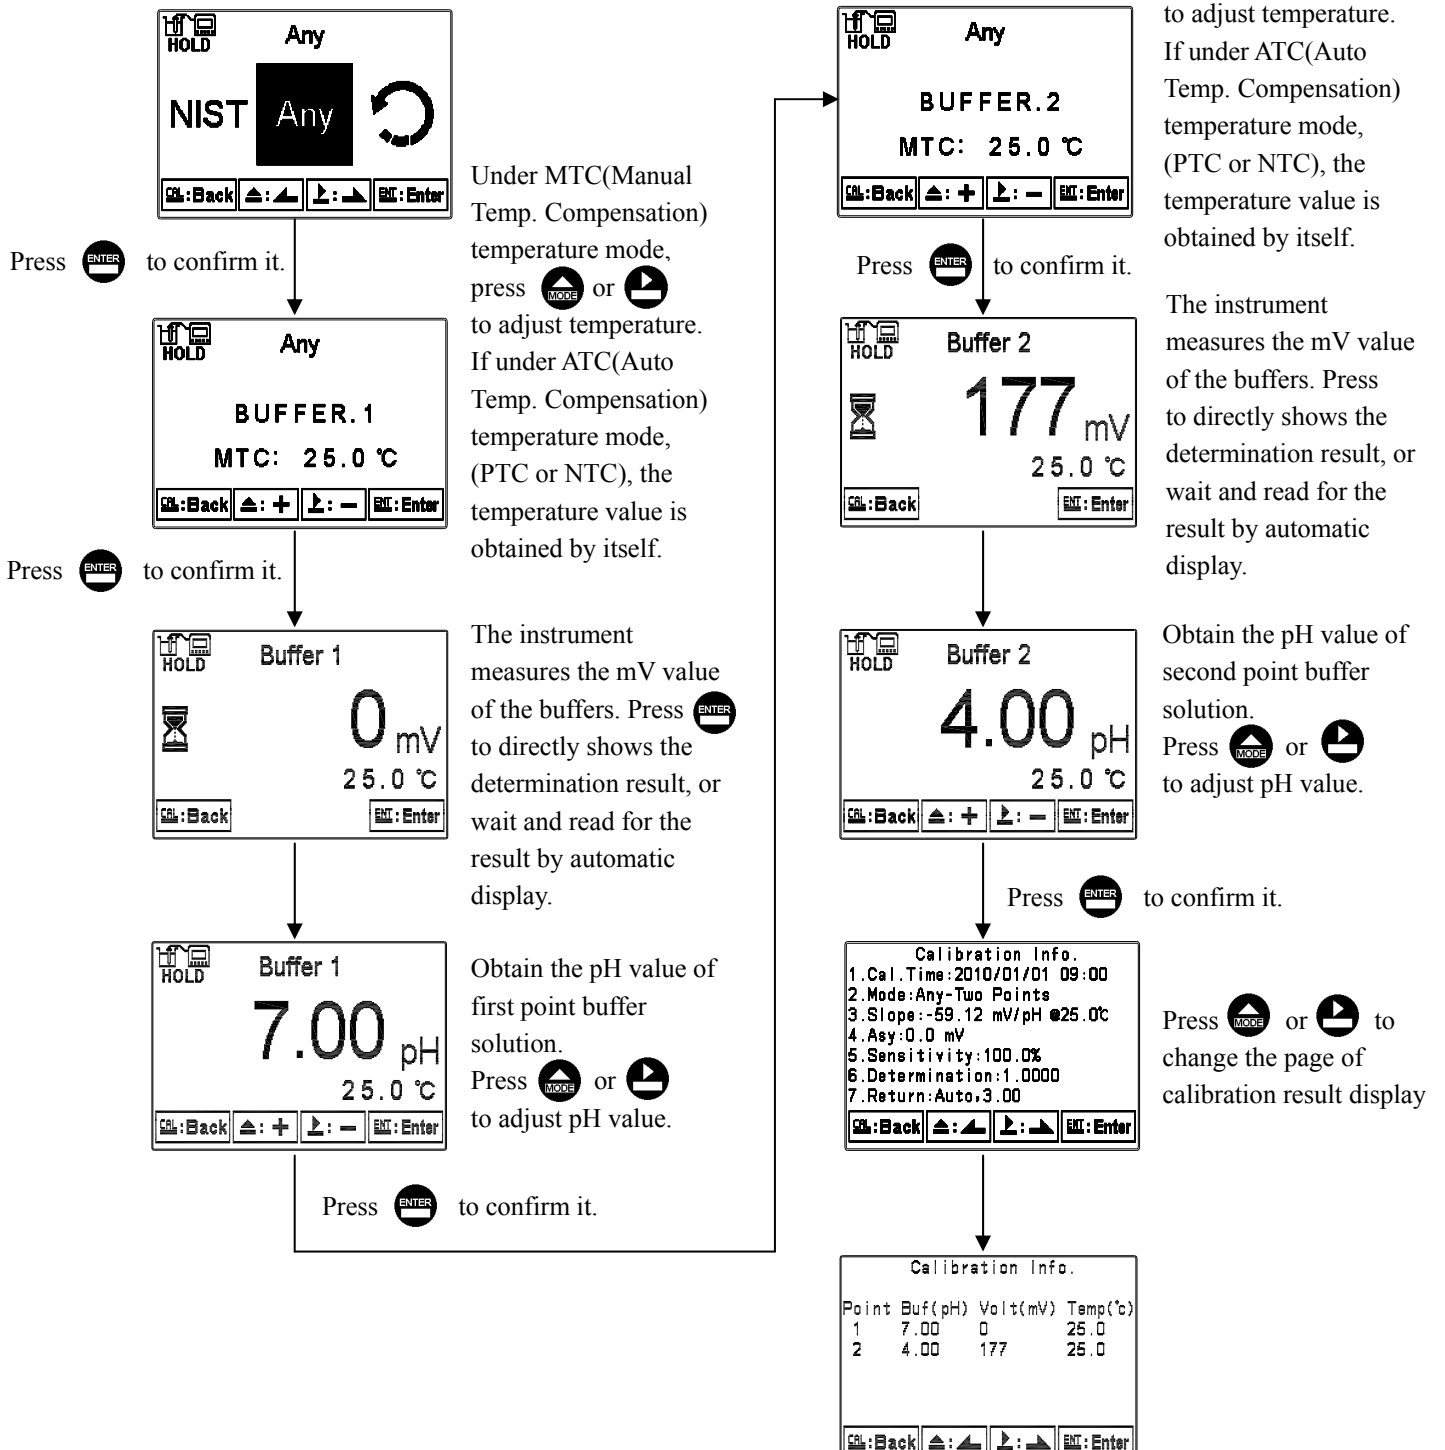 HOLD
Any
NIST Any
CAL:Back
ENT:Enter
Press ENTER to confirm it.
HOLD
Any
BUFFER.1
MTC: 25.0 ℃
CAL:Back : + : − ENT:Enter
Under MTC(Manual
Temp. Compensation)
temperature mode,
press MODE or
to adjust temperature.
If under ATC(Auto
Temp. Compensation)
temperature mode,
(PTC or NTC), the
temperature value is
obtained by itself.
Press ENTER to confirm it.
HOLD
Buffer 1
0 mV
25.0 ℃
CAL:Back
ENT:Enter
The instrument
measures the mV value
of the buffers. Press ENTER
to directly shows the
determination result, or
wait and read for the
result by automatic
display.
HOLD
Buffer 1
7.00 pH
25.0 ℃
CAL:Back : + : − ENT:Enter
Obtain the pH value of
first point buffer
solution.
Press MODE or
to adjust pH value.
Press ENTER to confirm it.
HOLD
Any
BUFFER.2
MTC: 25.0 ℃
CAL:Back : + : − ENT:Enter
to adjust temperature.
If under ATC(Auto
Temp. Compensation)
temperature mode,
(PTC or NTC), the
temperature value is
obtained by itself.
Press ENTER to confirm it.
HOLD
Buffer 2
177 mV
25.0 ℃
CAL:Back
ENT:Enter
The instrument
measures the mV value
of the buffers. Press
to directly shows the
determination result, or
wait and read for the
result by automatic
display.
HOLD
Buffer 2
4.00 pH
25.0 ℃
CAL:Back : + : − ENT:Enter
Obtain the pH value of
second point buffer
solution.
Press MODE or
to adjust pH value.
Press ENTER to confirm it.
Calibration Info.
1.Cal.Time:2010/01/01 09:00
2.Mode:Any-Two Points
3.Slope:-59.12 mV/pH @25.0℃
4.Asy:0.0 mV
5.Sensitivity:100.0%
6.Determination:1.0000
7.Return:Auto,3.00
CAL:Back
ENT:Enter
Press MODE or to
change the page of
calibration result display
Calibration Info.
Point Buf(pH) Volt(mV) Temp(℃)
1 7.00 0 25.0
2 4.00 177 25.0
CAL:Back
ENT:Enter